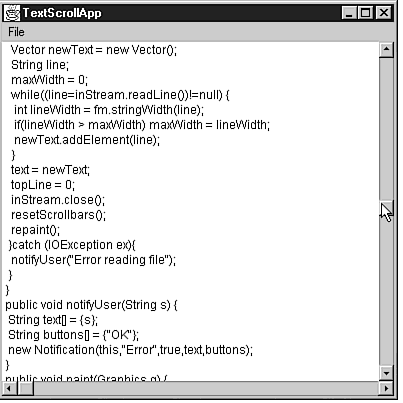 TextScrollApp
File
Vector newText = new Vector();
String line;
maxWidth = 0;
while((line=inStream.readLine())!=null) {
int lineWidth = fm.stringWidth(line);
if(lineWidth > maxWidth) maxWidth = lineWidth;
newText.addElement(line);
}
text = newText;
topLine = 0;
inStream.close();
resetScrollbars();
repaint();
}catch (IOException ex){
notifyUser("Error reading file");
}
}
public void notifyUser(String s) {
String text[] = {s};
String buttons[] = {"OK"};
new Notification(this,"Error",true,text,buttons);
}
public void paint(Graphics g) {